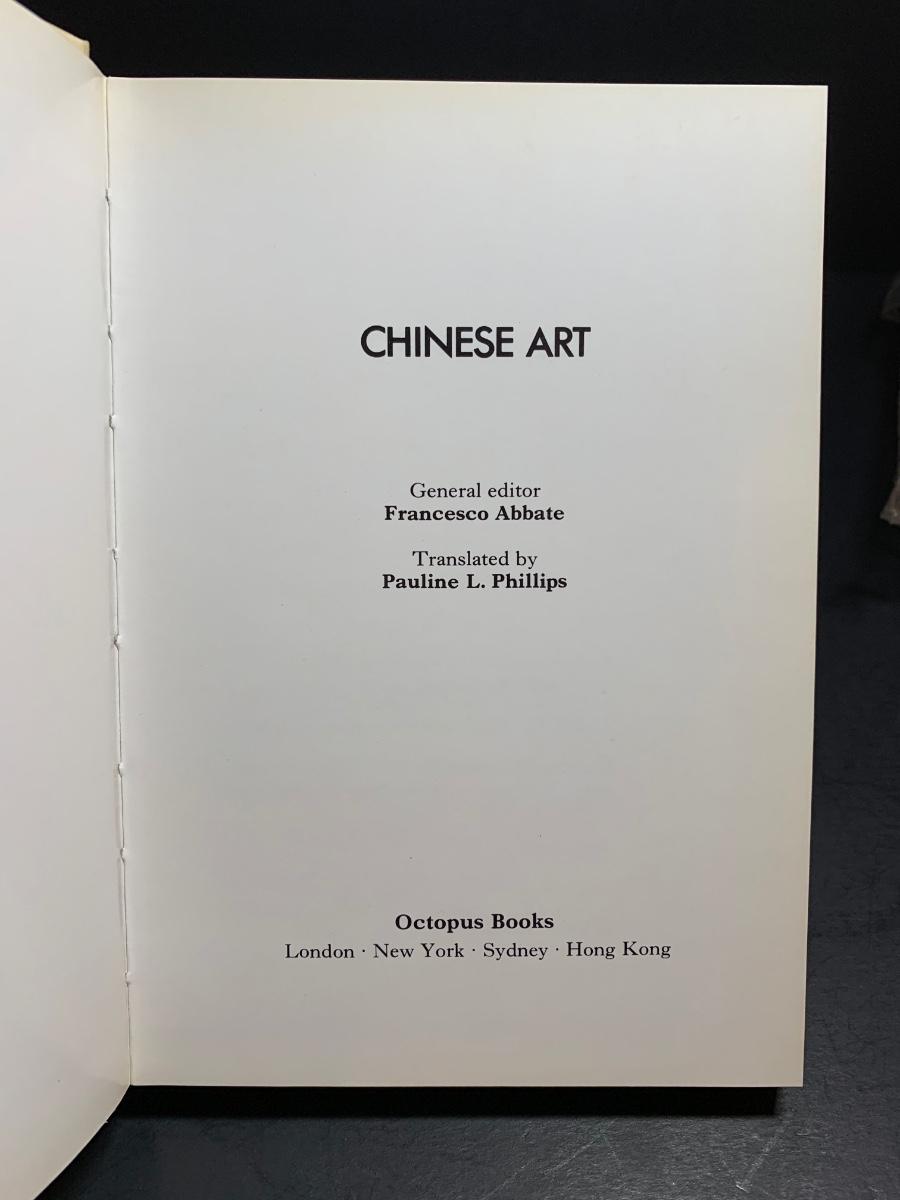 CHINESE ART
General editor
Francesco Abbate
Translated by
Pauline L. Phillips
Octopus Books
London · New York · Sydney · Hong Kong